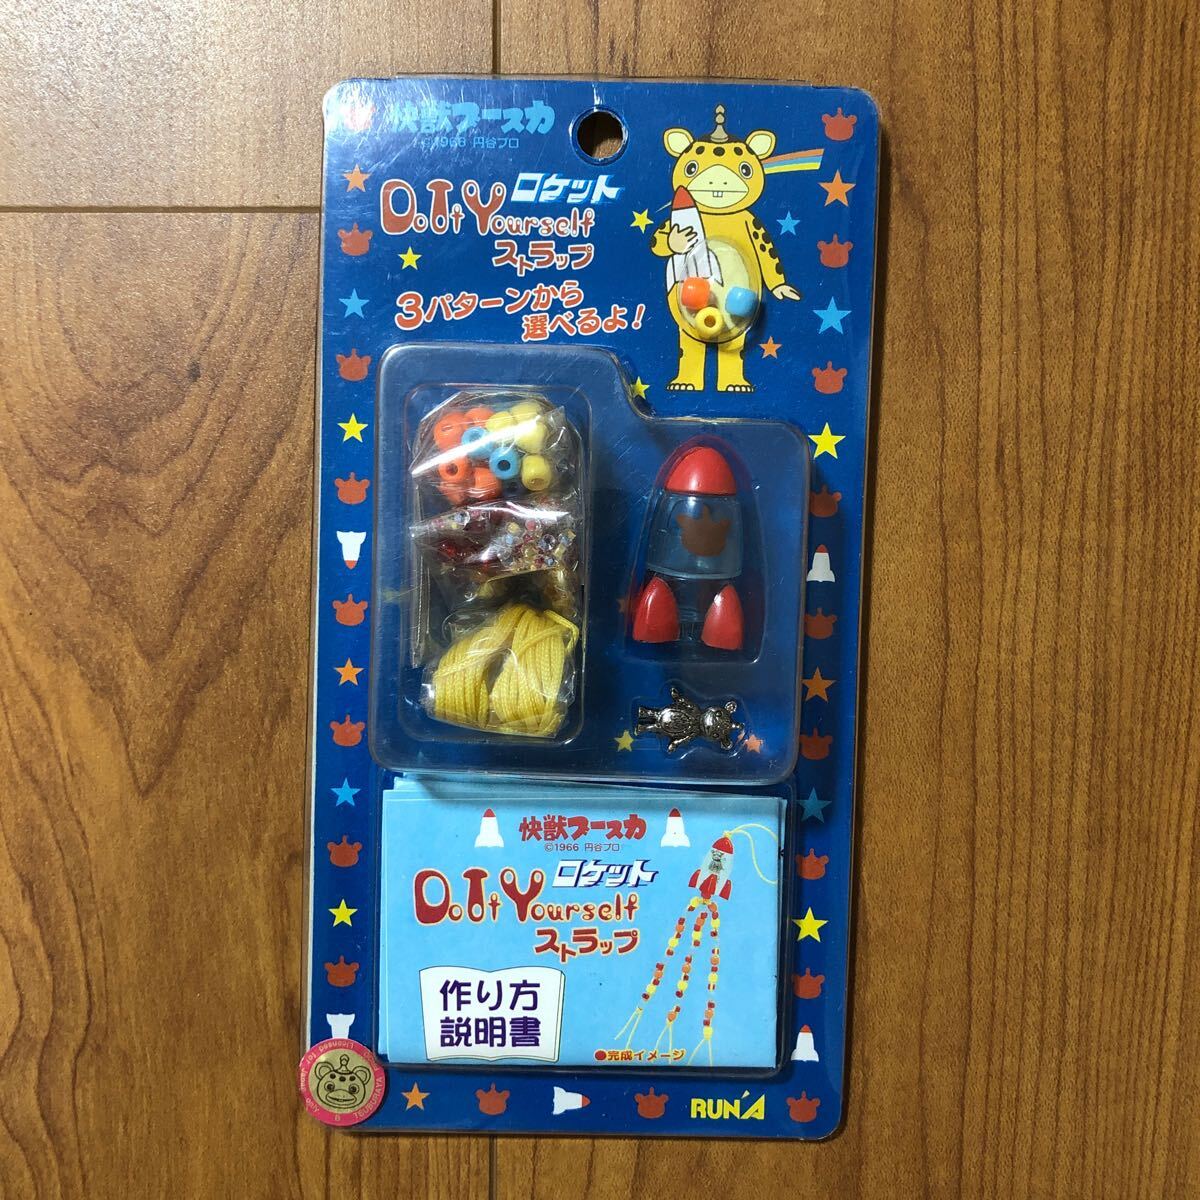 快獣ブースカ
©1966 円谷プロ
ロケット
Do It Yourself
ストラップ
3パターンから
選べるよ!
快獣ブースカ
©1966 円谷プロ
ロケット
Do It Yourself
ストラップ
作り方
説明書
●完成イメージ
RUN'A
Licensed for
TSUBURAYA